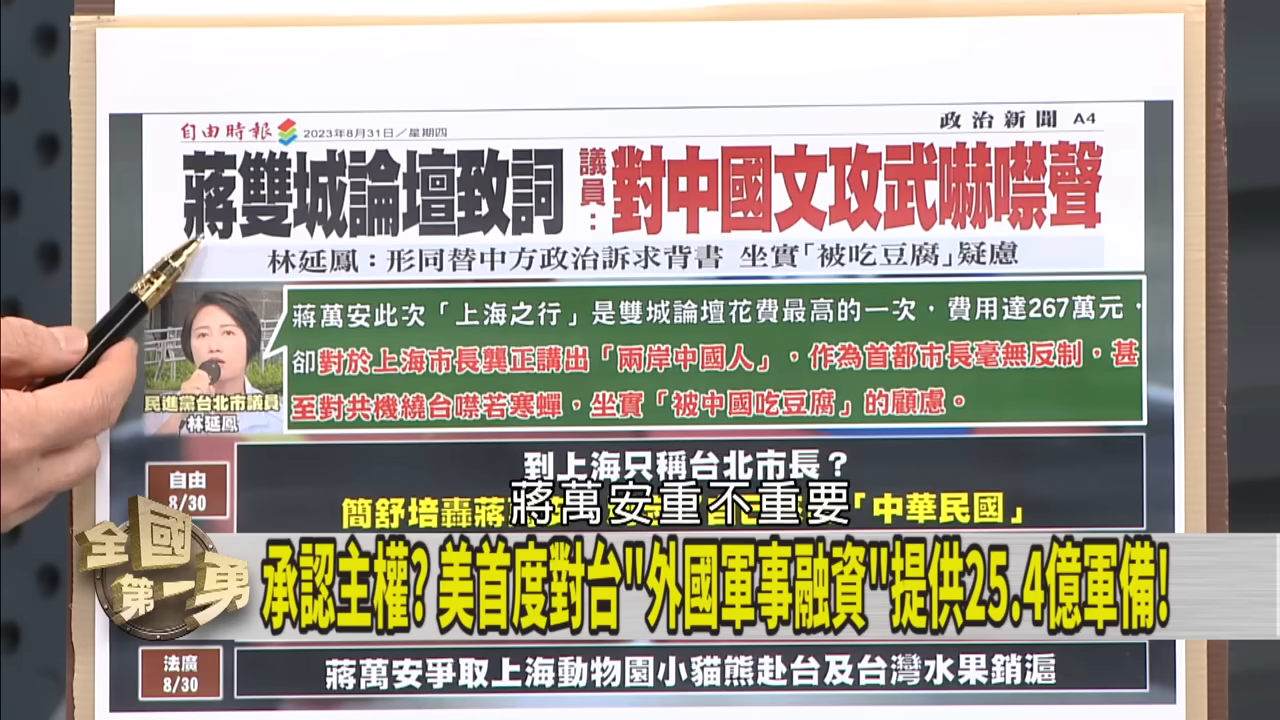 自由時報 2023年8月31日／星期四
政治新聞 A4
蔣雙城論壇致詞 議員：對中國文攻武嚇噤聲
林延鳳：形同替中方政治訴求背書 坐實「被吃豆腐」疑慮
蔣萬安此次「上海之行」是雙城論壇花費最高的一次，費用達267萬元，
卻對於上海市長龔正講出「兩岸中國人」，作為首都市長毫無反制，甚
至對共機繞台噤若寒蟬，坐實「被中國吃豆腐」的顧慮。
民進黨台北市議員
林延鳳
自由
8/30
到上海只稱台北市長？
簡舒培轟蔣
「中華民國」
蔣萬安重不重要
全國第一勇
承認主權？美首度對台"外國軍事融資"提供25.4億軍備！
法廣
8/30
蔣萬安爭取上海動物園小貓熊赴台及台灣水果銷滬